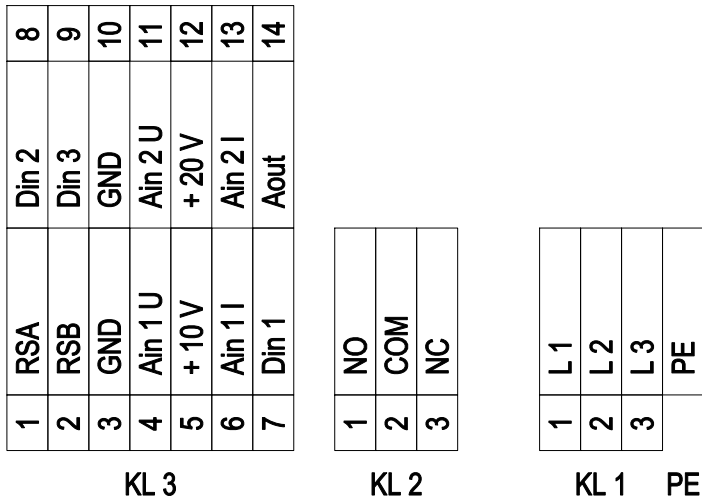 8 9 10 11 12 13 14
Din 2 Din 3 GND Ain 2 U + 20 V Ain 2 I Aout
RSA RSB GND Ain 1 U + 10 V Ain 1 I Din 1
1 2 3 4 5 6 7
KL 3
NO COM NC
1 2 3
KL 2
L 1 L 2 L 3 PE
1 2 3
KL 1 PE